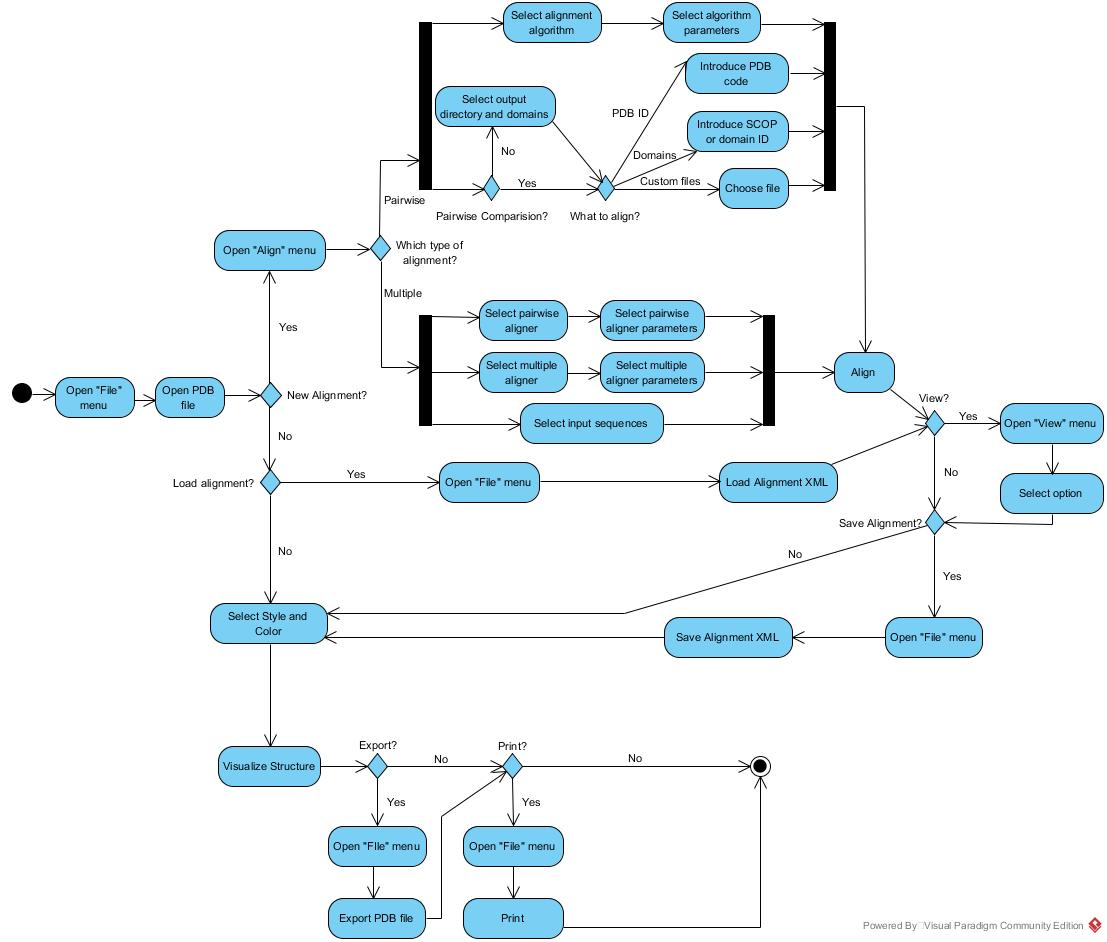 Select alignment
algorithm
Select algorithm
parameters
Introduce PDB
code
Select output
directory and domains
PDB ID
Introduce SCOP
or domain ID
No
Domains
Yes
Custom files
Choose file
Pairwise
Pairwise Comparision?
What to align?
Open "Align" menu
Which type of
alignment?
Multiple
Select pairwise
aligner
Select pairwise
aligner parameters
Yes
Select multiple
aligner
Select multiple
aligner parameters
Align
Open "File"
menu
Open PDB
file
New Alignment?
View?
Yes
Open "View" menu
Select input sequences
No
Load alignment?
Yes
Open "File" menu
Load Alignment XML
No
Select option
Save Alignment?
No
No
Yes
Select Style and
Color
Save Alignment XML
Open "File" menu
Export?
Print?
Visualize Structure
No
No
Yes
Yes
Open "FIle" menu
Open "File" menu
Export PDB file
Print
Powered By Visual Paradigm Community Edition